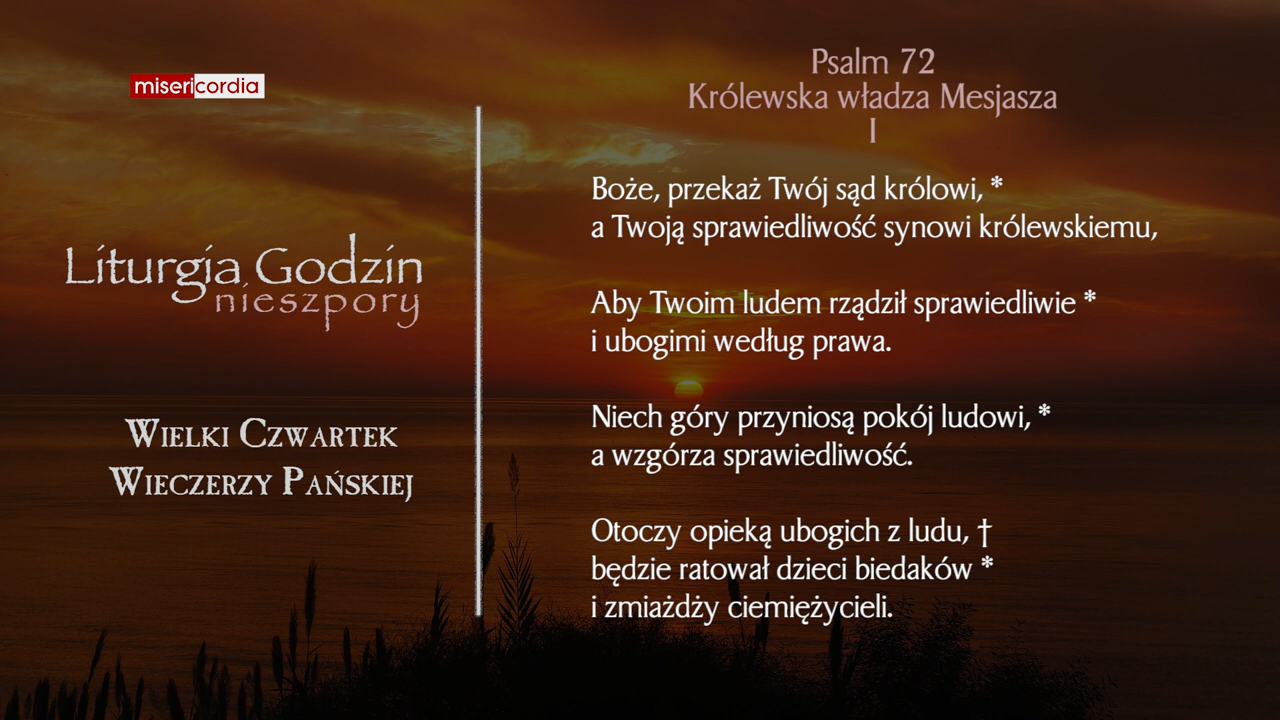 misericordia
Liturgia Godzin
nieszpory
Wielki Czwartek
Wieczerzy Pańskiej
Psalm 72
Królewska władza Mesjasza
I
Boże, przekaż Twój sąd królowi, *
a Twoją sprawiedliwość synowi królewskiemu,
Aby Twoim ludem rządził sprawiedliwie *
i ubogimi według prawa.
Niech góry przyniosą pokój ludowi, *
a wzgórza sprawiedliwość.
Otoczy opieką ubogich z ludu, †
będzie ratował dzieci biedaków *
i zmiażdży ciemiężycieli.